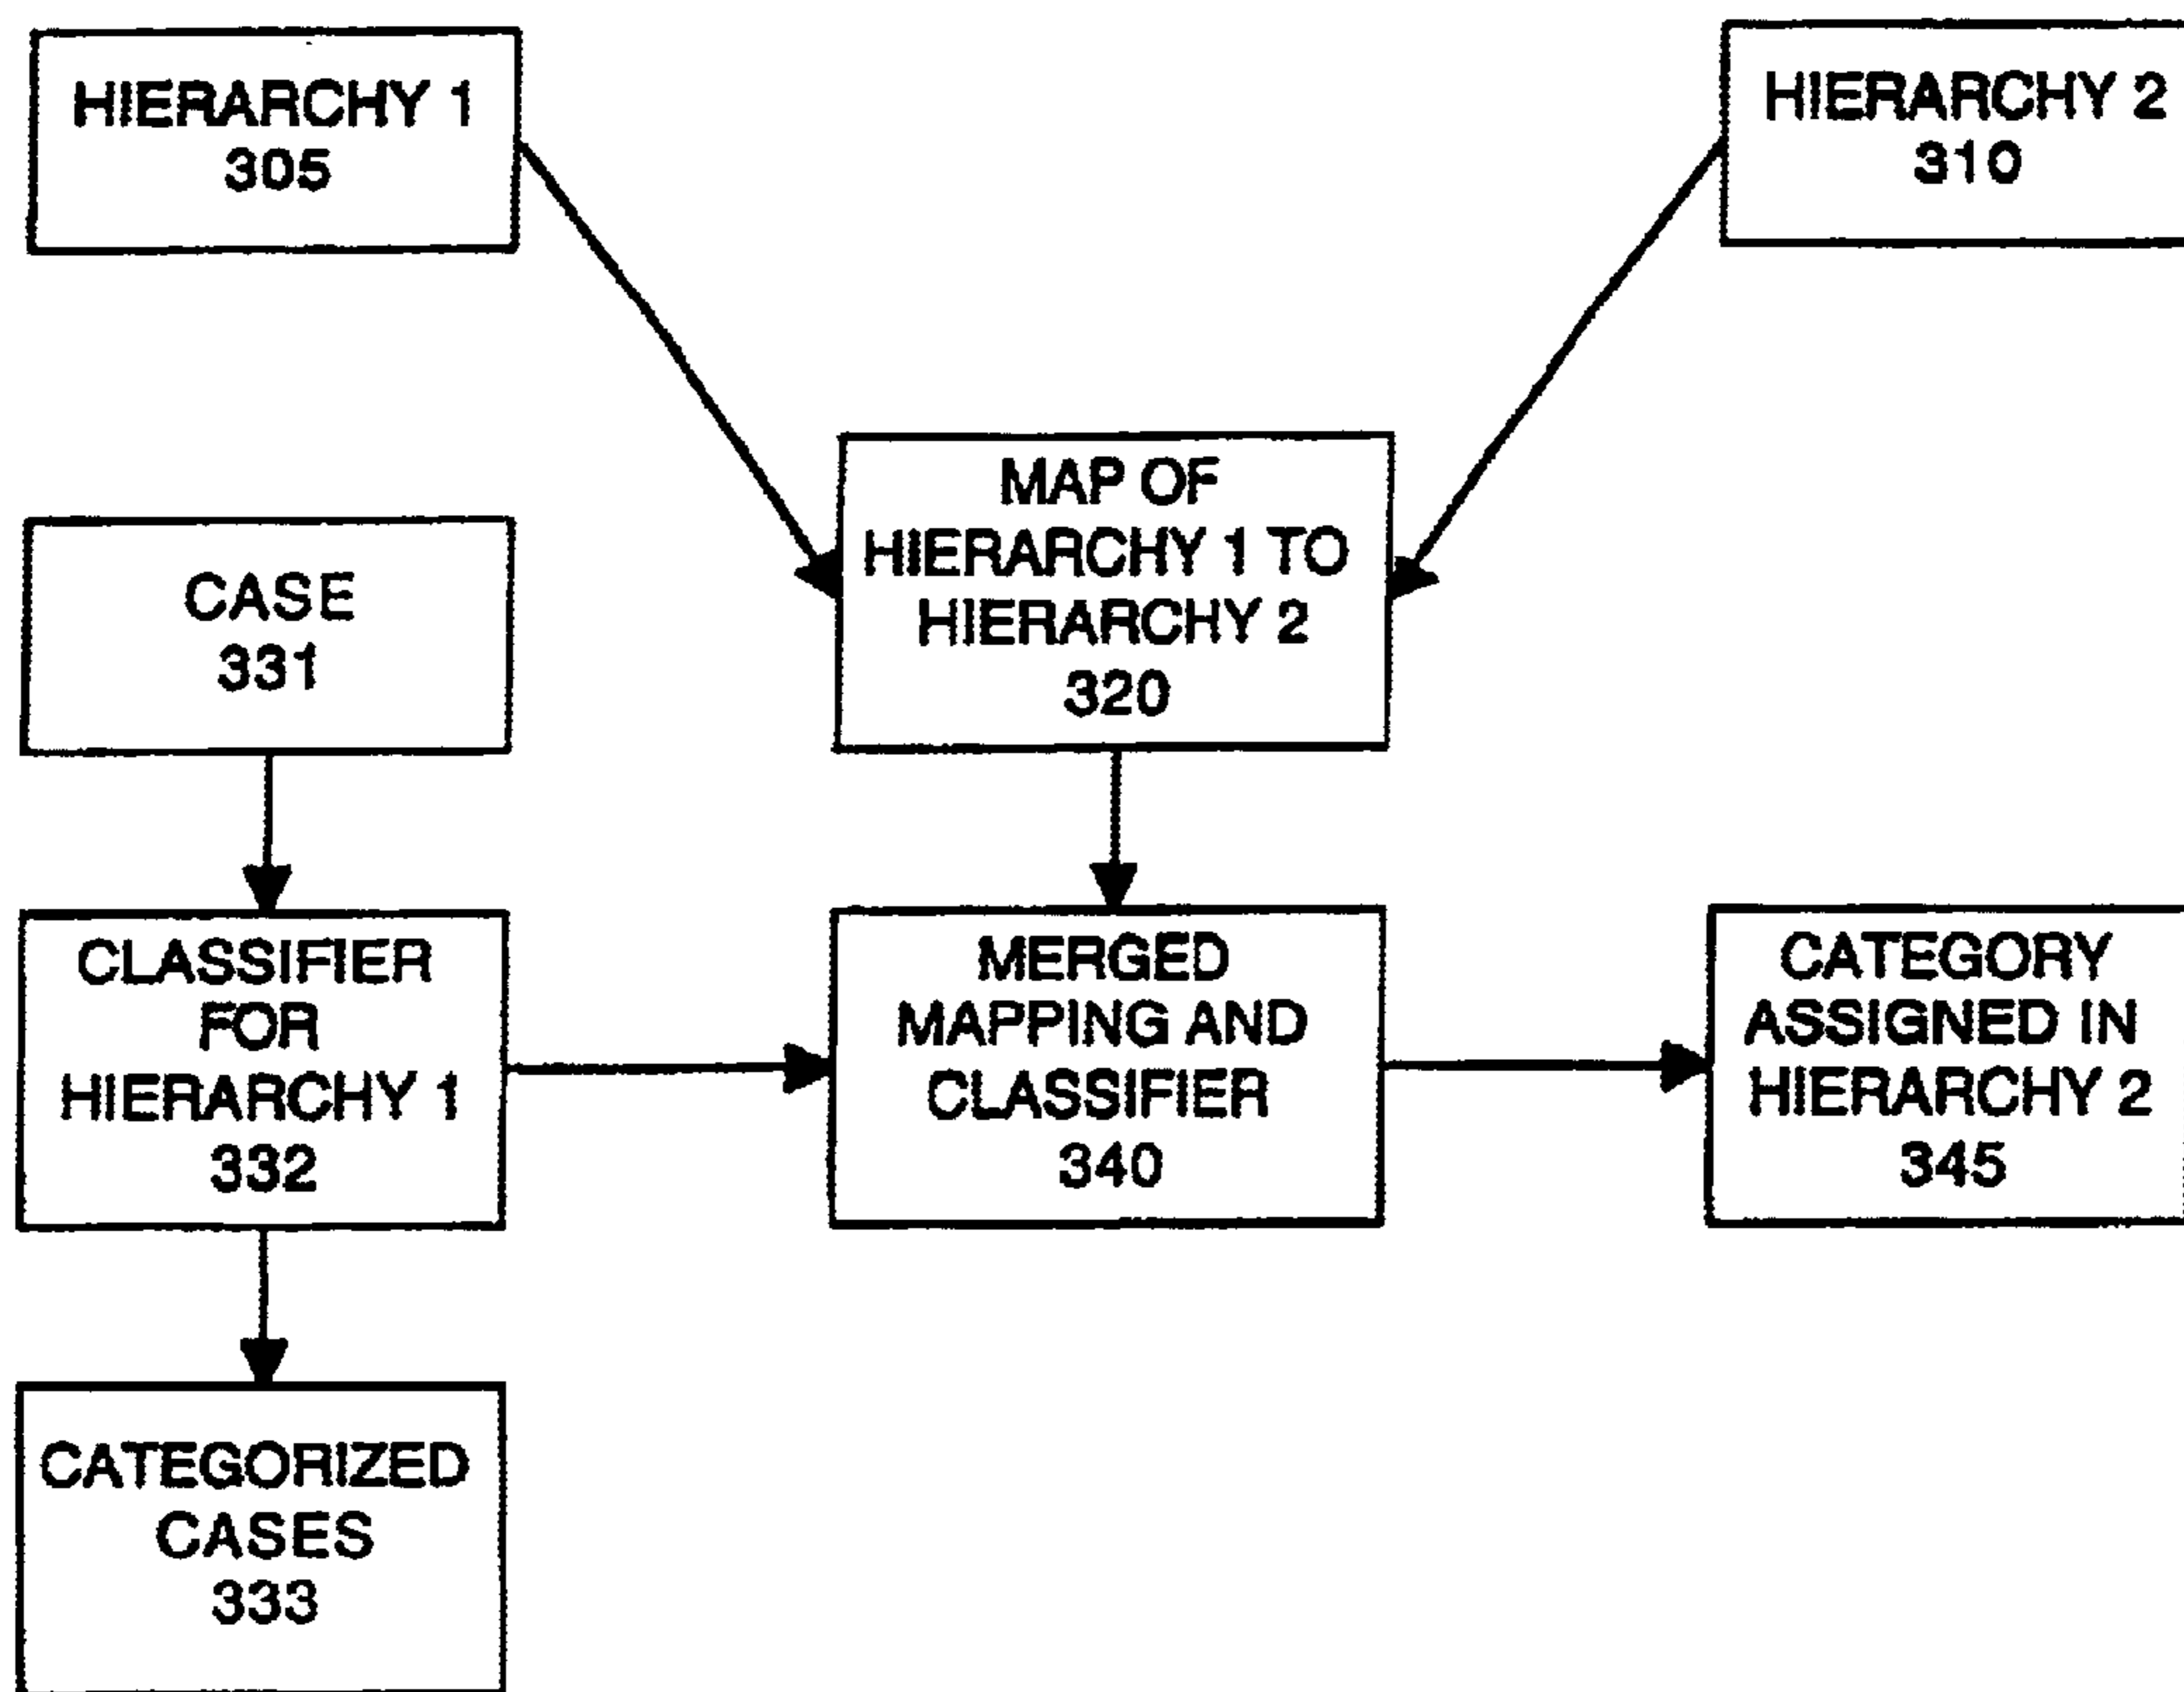 HIERARCHY 1
305
HIERARCHY 2
310
MAP OF
HIERARCHY 1 TO
HIERARCHY 2
320
CASE
331
CLASSIFIER
FOR
HIERARCHY 1
332
MERGED
MAPPING AND
CLASSIFIER
340
CATEGORY
ASSIGNED IN
HIERARCHY 2
345
CATEGORIZED
CASES
333